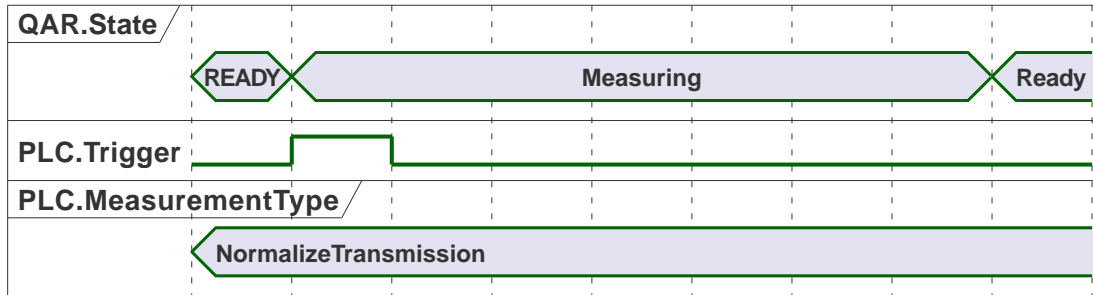 QAR.State
READY Measuring Ready
PLC.Trigger
PLC.MeasurementType
NormalizeTransmission